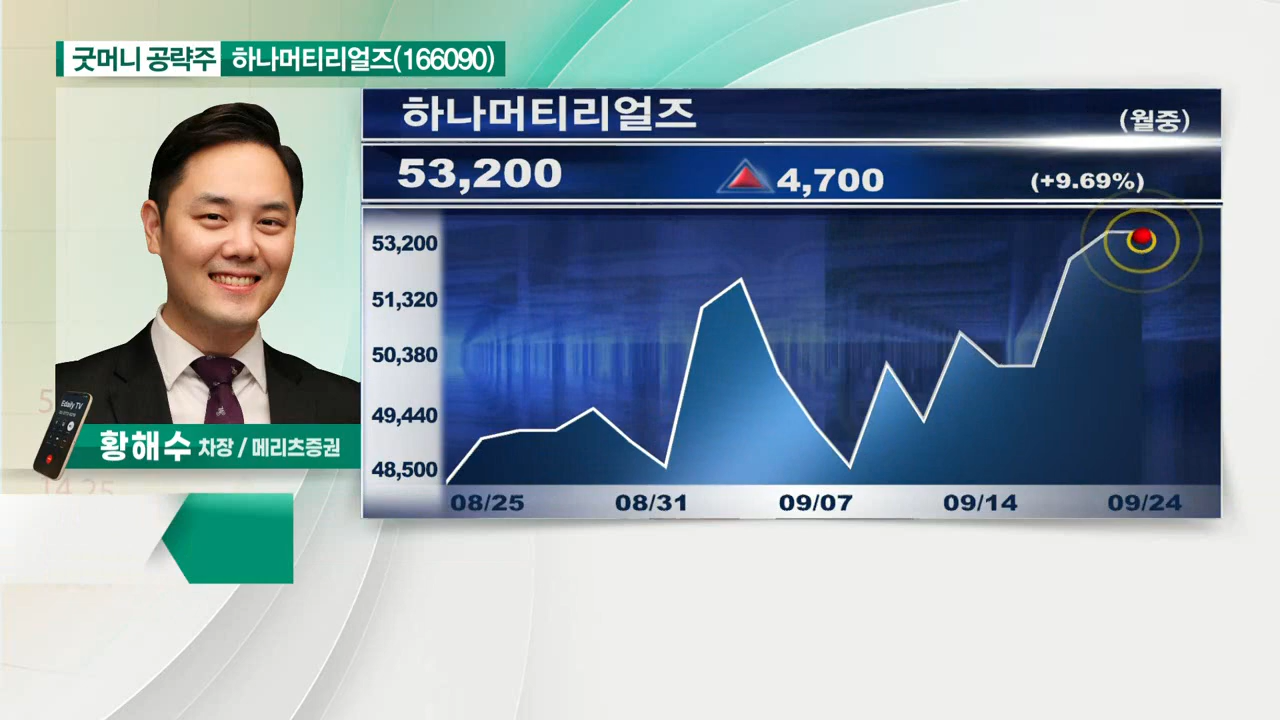 굿머니 공략주 하나머티리얼즈(166090)
하나머티리얼즈 (월중)
53,200 4,700 (+9.69%)
53,200
51,320
50,380
49,440
48,500
08/25 08/31 09/07 09/14 09/24
Edaily TV
황해수 차장 / 메리츠증권